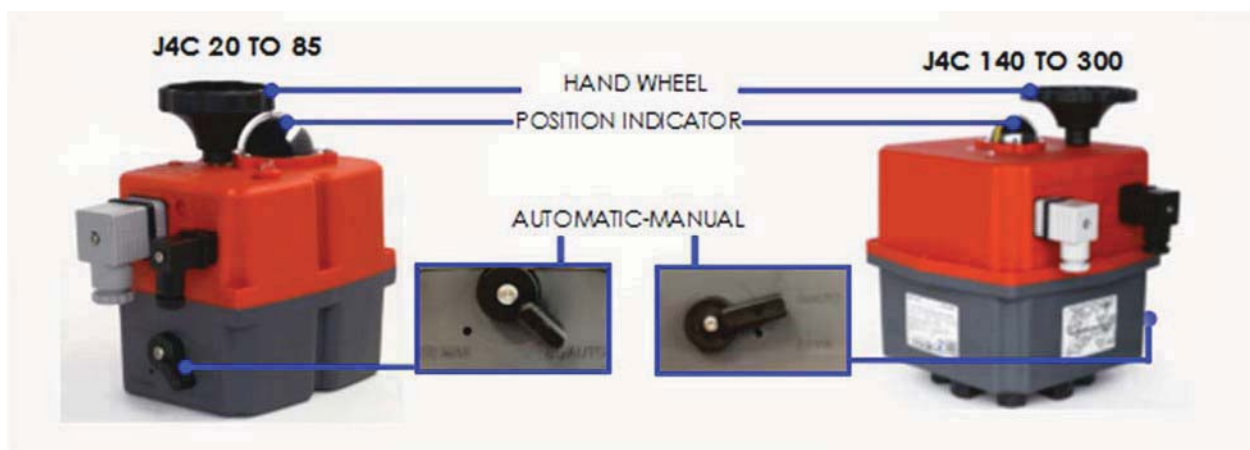 J4C 20 TO 85
J4C 140 TO 300
HAND WHEEL
POSITION INDICATOR
AUTOMATIC-MANUAL